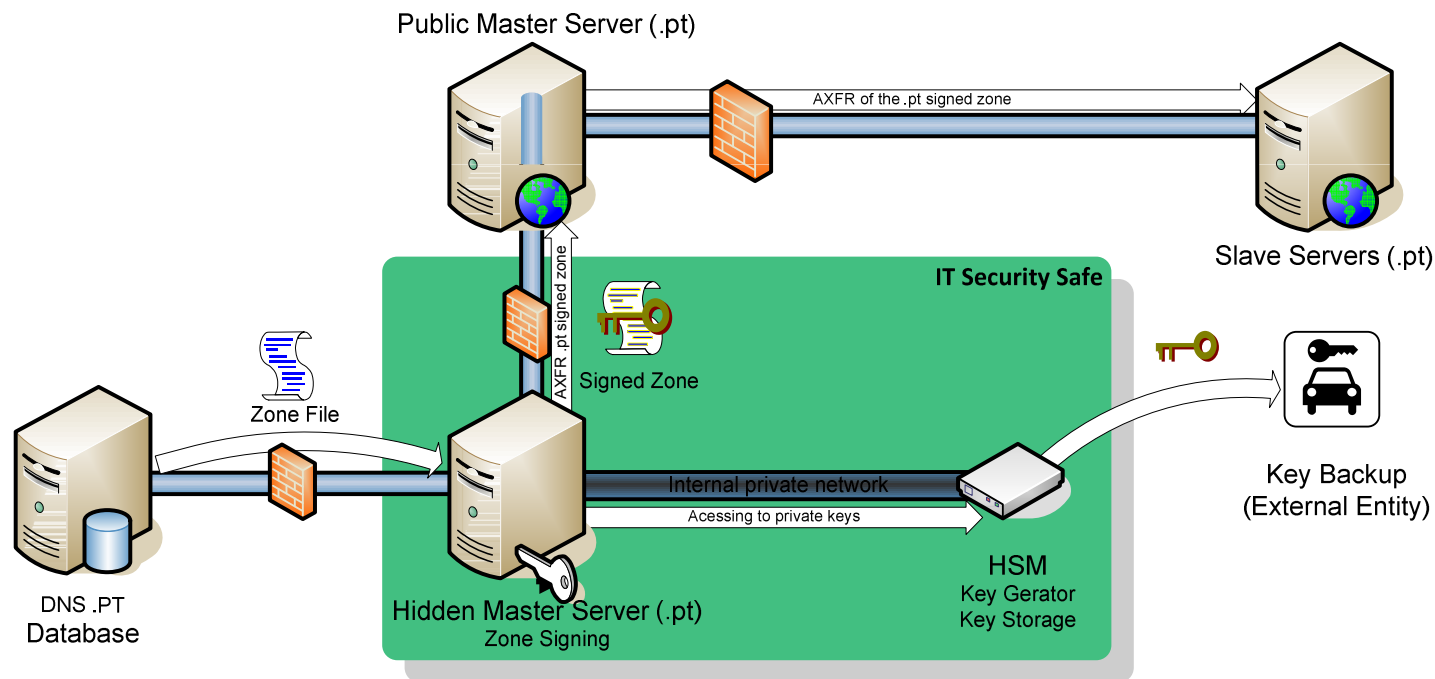 Public Master Server (.pt)
AXFR of the .pt signed zone
Slave Servers (.pt)
IT Security Safe
AXFR .pt signed zone
Signed Zone
Zone File
Key Backup
(External Entity)
Internal private network
Acessing to private keys
HSM
Key Gerator
Key Storage
DNS .PT
Database
Hidden Master Server (.pt)
Zone Signing